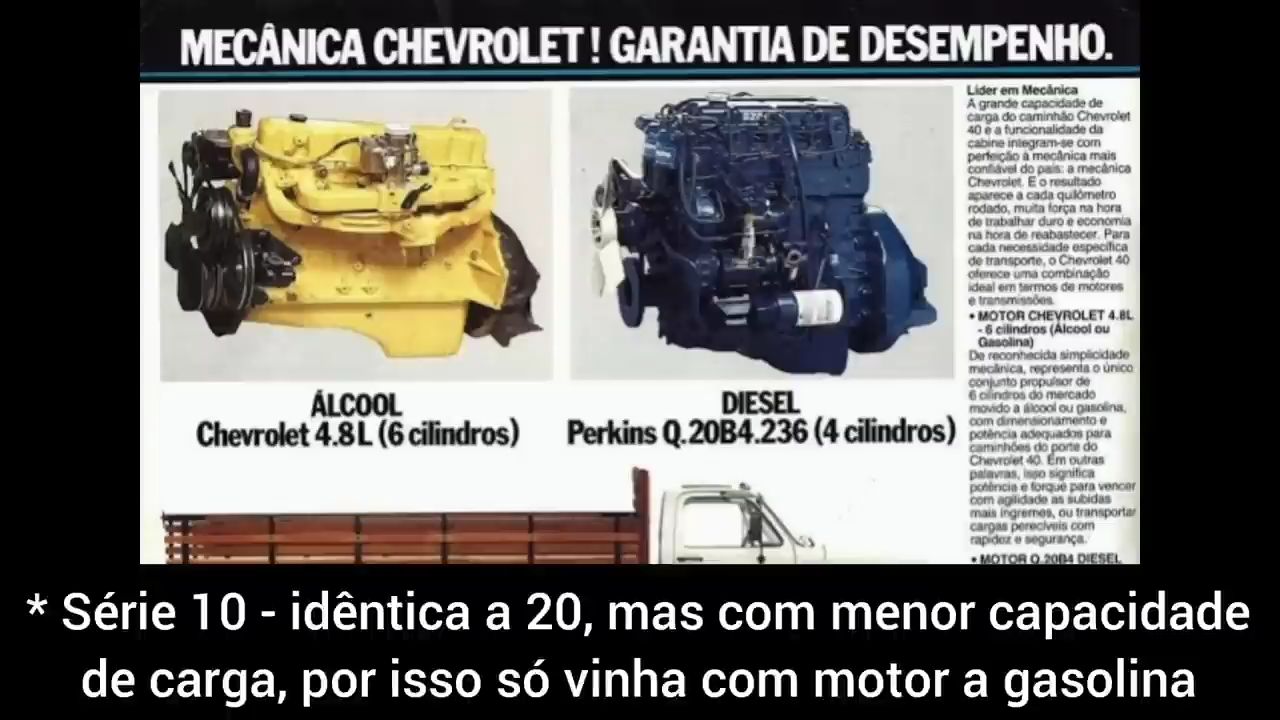 MECÂNICA CHEVROLET! GARANTIA DE DESEMPENHO.
ÁLCOOL
Chevrolet 4.8L (6 cilindros)
DIESEL
Perkins Q.20B4.236 (4 cilindros)
Líder em Mecânica
A grande capacidade de
carga do caminhão Chevrolet
40 e a funcionalidade da
cabine integram-se com
perfeição à mecânica mais
confiável do país: a mecânica
Chevrolet. E o resultado
aparece a cada quilômetro
rodado, muita força na hora
de trabalhar duro e economia
na hora de reabastecer. Para
cada necessidade específica
de transporte, o Chevrolet 40
oferece uma combinação
ideal em termos de motores
e transmissões.
• MOTOR CHEVROLET 4.8L
- 6 cilindros (Álcool ou
Gasolina)
De reconhecida simplicidade
mecânica, representa o único
conjunto propulsor de
6 cilindros do mercado
movido a álcool ou gasolina,
com dimensionamento e
potência adequados para
caminhões do porte do
Chevrolet 40. Em outras
palavras, isso significa
potência e torque para vencer
com agilidade as subidas
mais íngremes, ou transportar
cargas perecíveis com
rapidez e segurança.
• MOTOR Q.20B4 DIESEL
* Série 10 - idêntica a 20, mas com menor capacidade
de carga, por isso só vinha com motor a gasolina